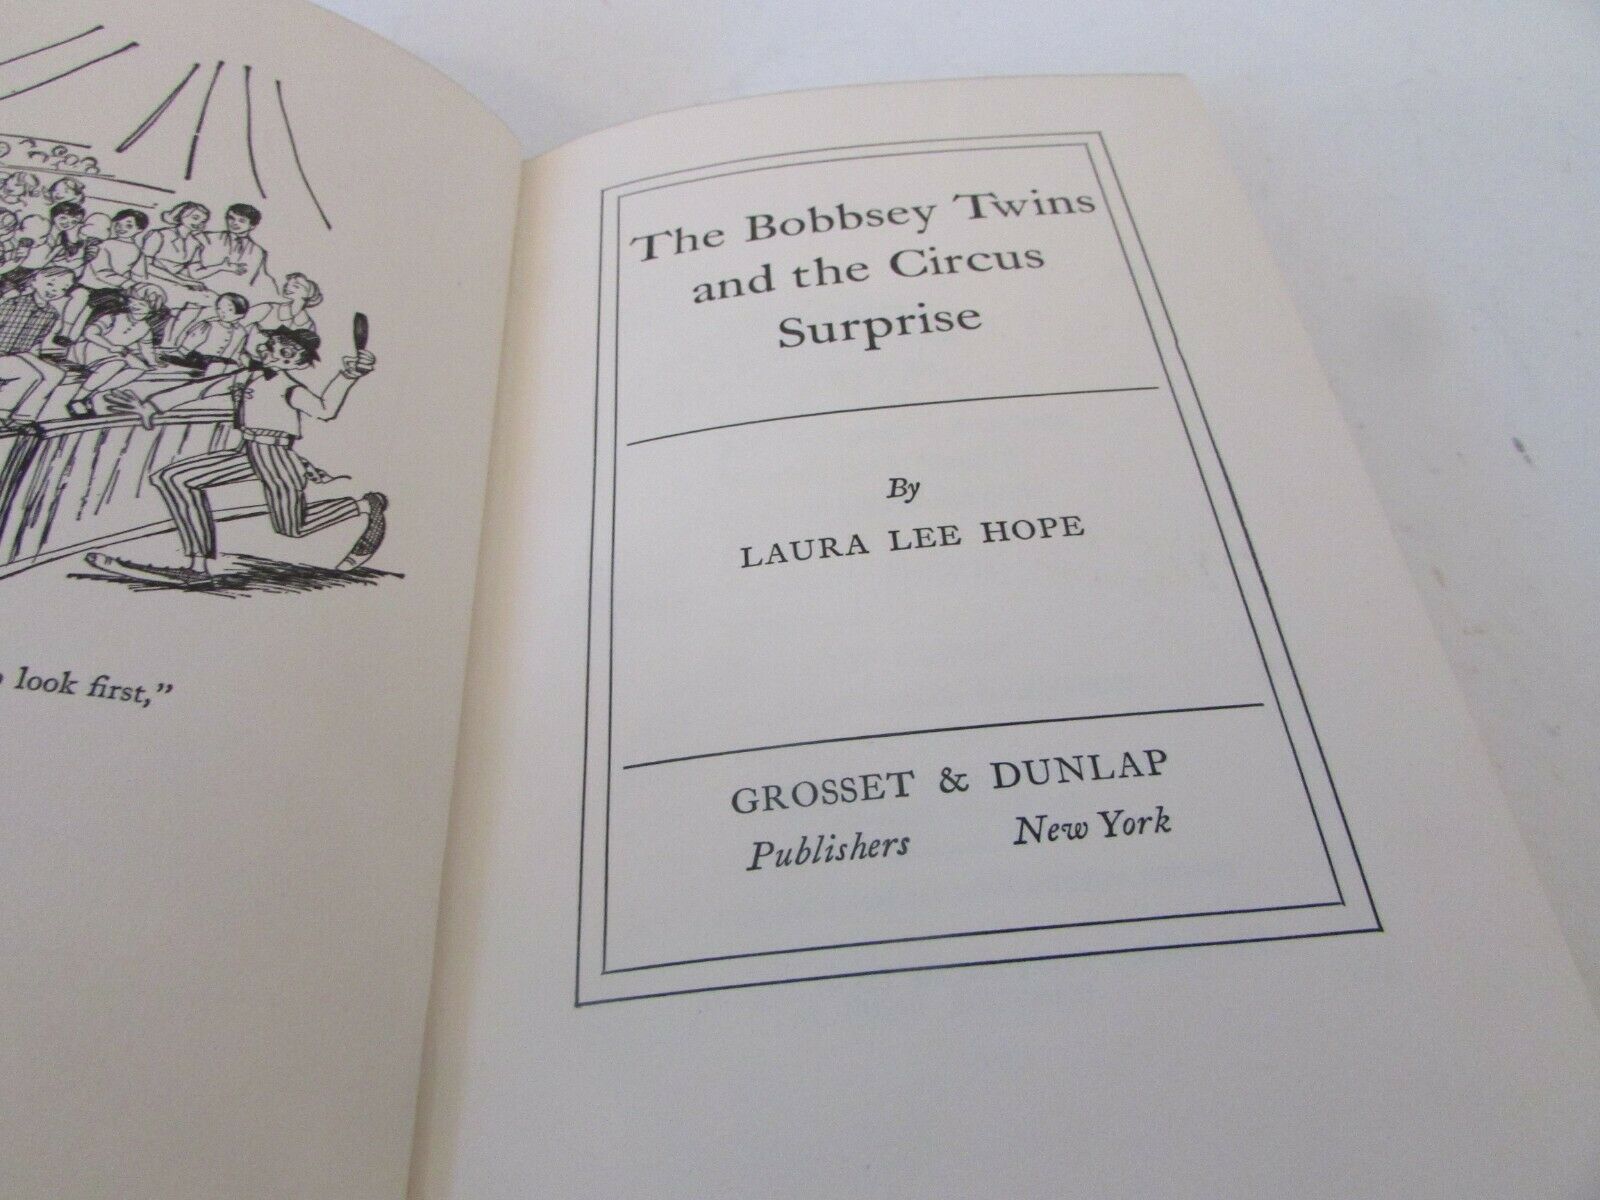 look first,"
The Bobbsey Twins
and the Circus
Surprise
By
LAURA LEE HOPE
GROSSET & DUNLAP
Publishers New York